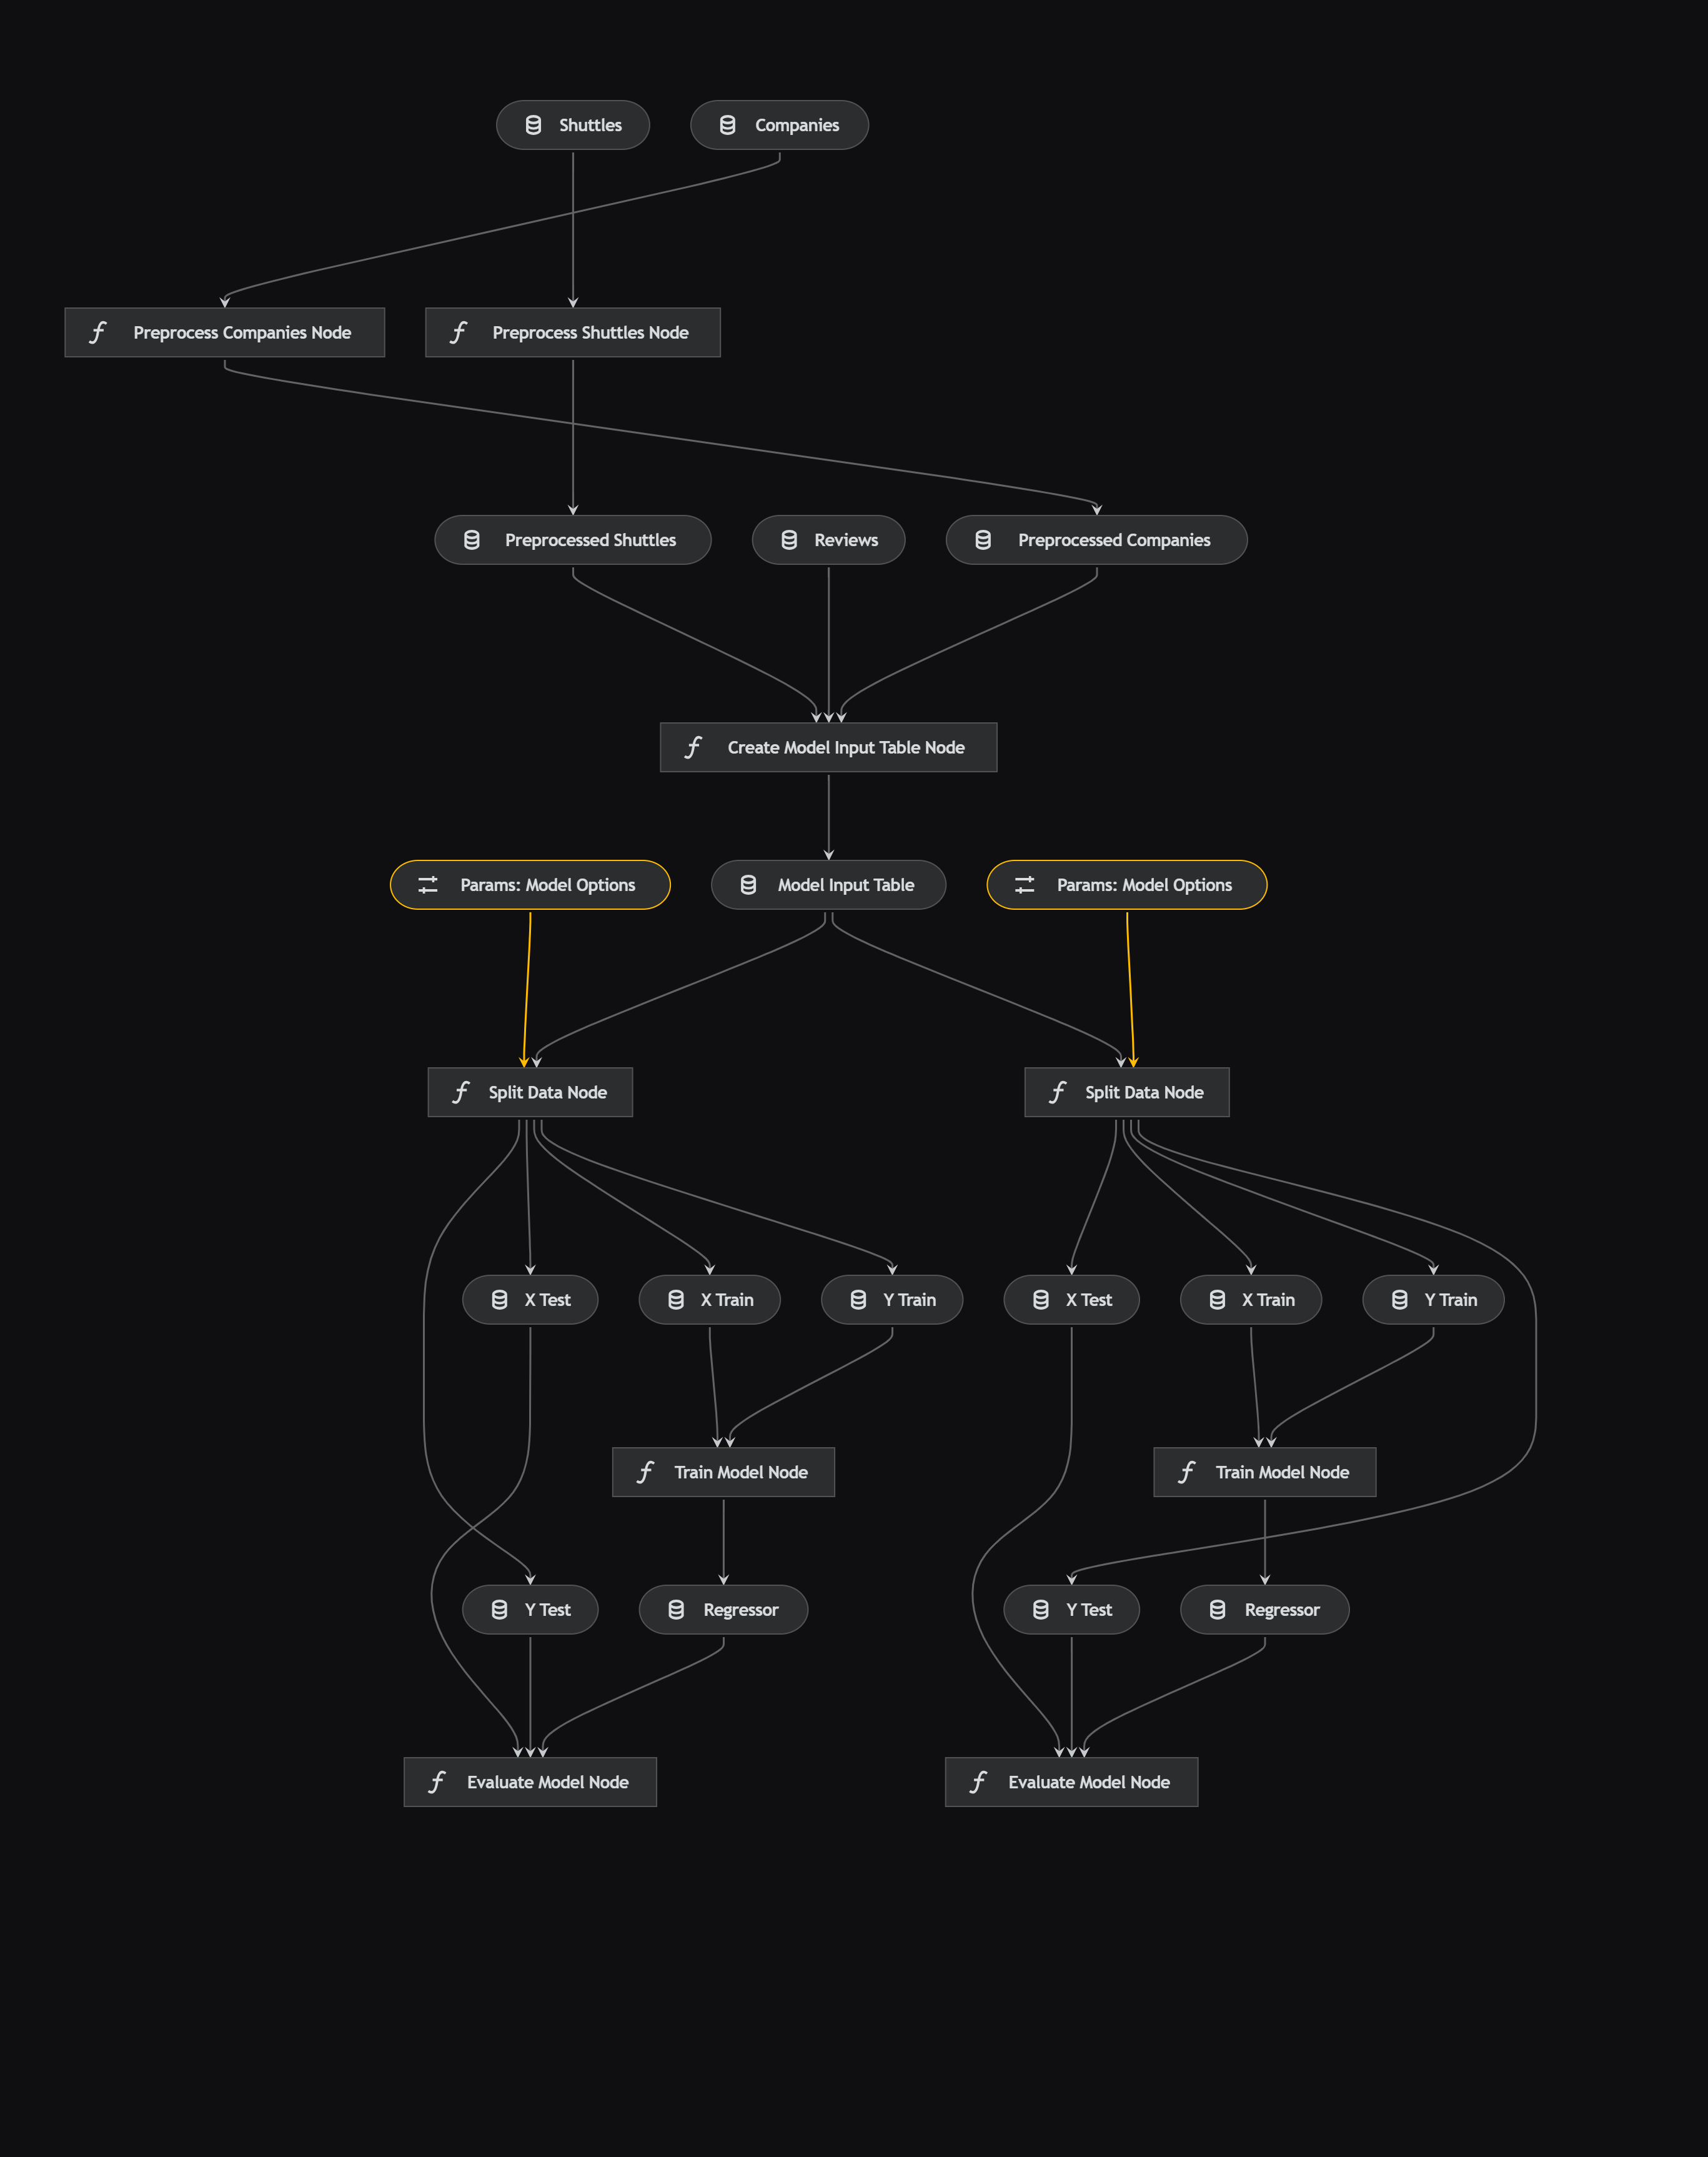 Shuttles
Companies
Preprocess Companies Node
Preprocess Shuttles Node
Preprocessed Shuttles
Reviews
Preprocessed Companies
Create Model Input Table Node
Params: Model Options
Model Input Table
Params: Model Options
Split Data Node
Split Data Node
X Test
X Train
Y Train
X Test
X Train
Y Train
Train Model Node
Train Model Node
Y Test
Regressor
Y Test
Regressor
Evaluate Model Node
Evaluate Model Node